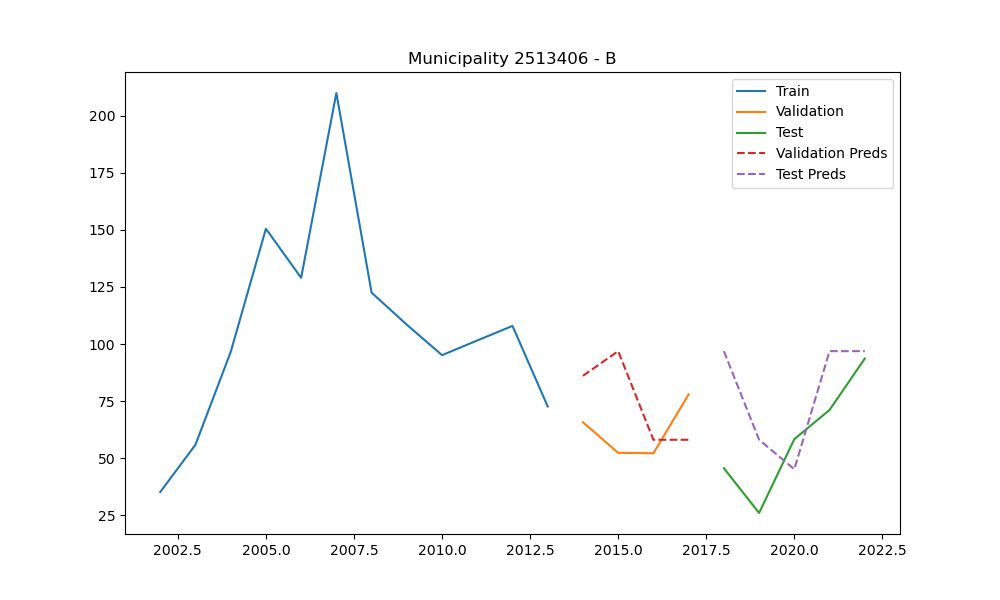 Municipality 2513406 - B
Train
Validation
Test
Validation Preds
Test Preds
200
175
150
125
100
75
50
25
2002.5 2005.0 2007.5 2010.0 2012.5 2015.0 2017.5 2020.0 2022.5